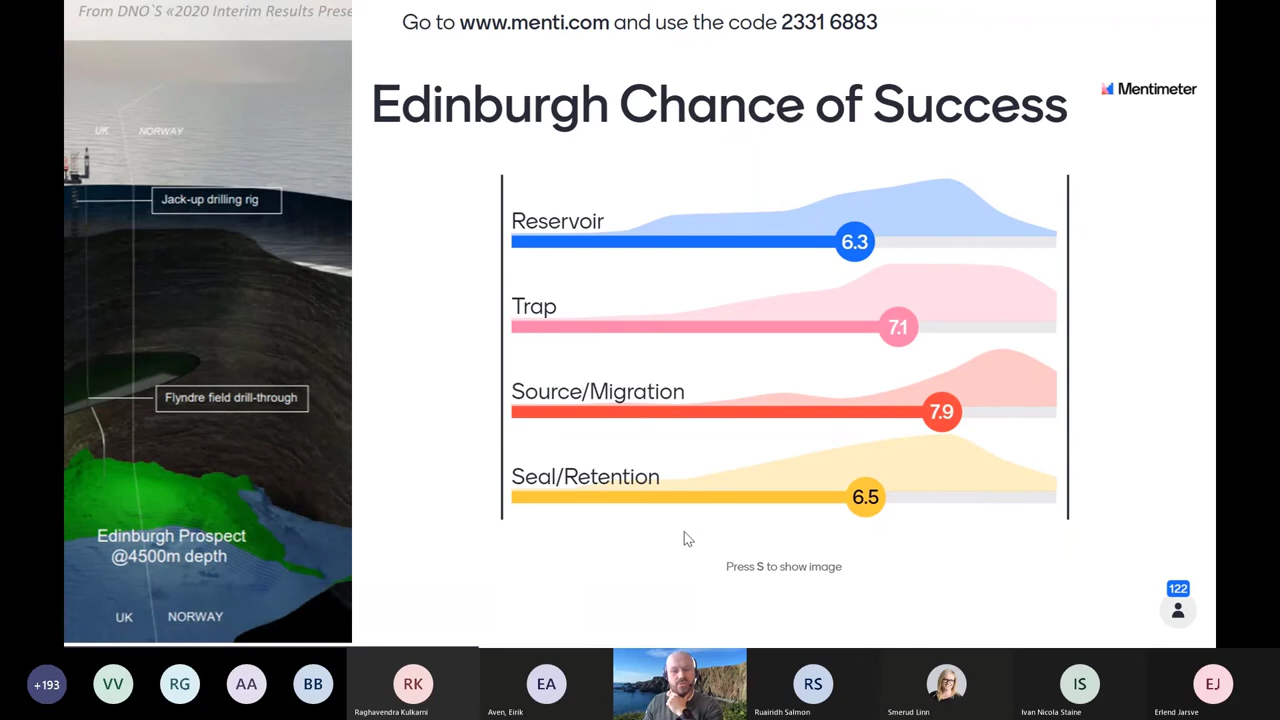 From DNO`S «2020 Interim Results Prese
Go to www.menti.com and use the code 2331 6883
Edinburgh Chance of Success
Mentimeter
UK
NORWAY
Jack-up drilling rig
Flyndre field drill-through
Edinburgh Prospect
@4500m depth
UK
NORWAY
Reservoir
6.3
Trap
7.1
Source/Migration
7.9
Seal/Retention
6.5
Press S to show image
122
+193
VV
RG
AA
BB
RK
Raghavendra Kulkarni
EA
Aven, Eirik
RS
Ruairidh Salmon
Smerud Linn
IS
Ivan Nicola Staine
EJ
Erlend Jarsve